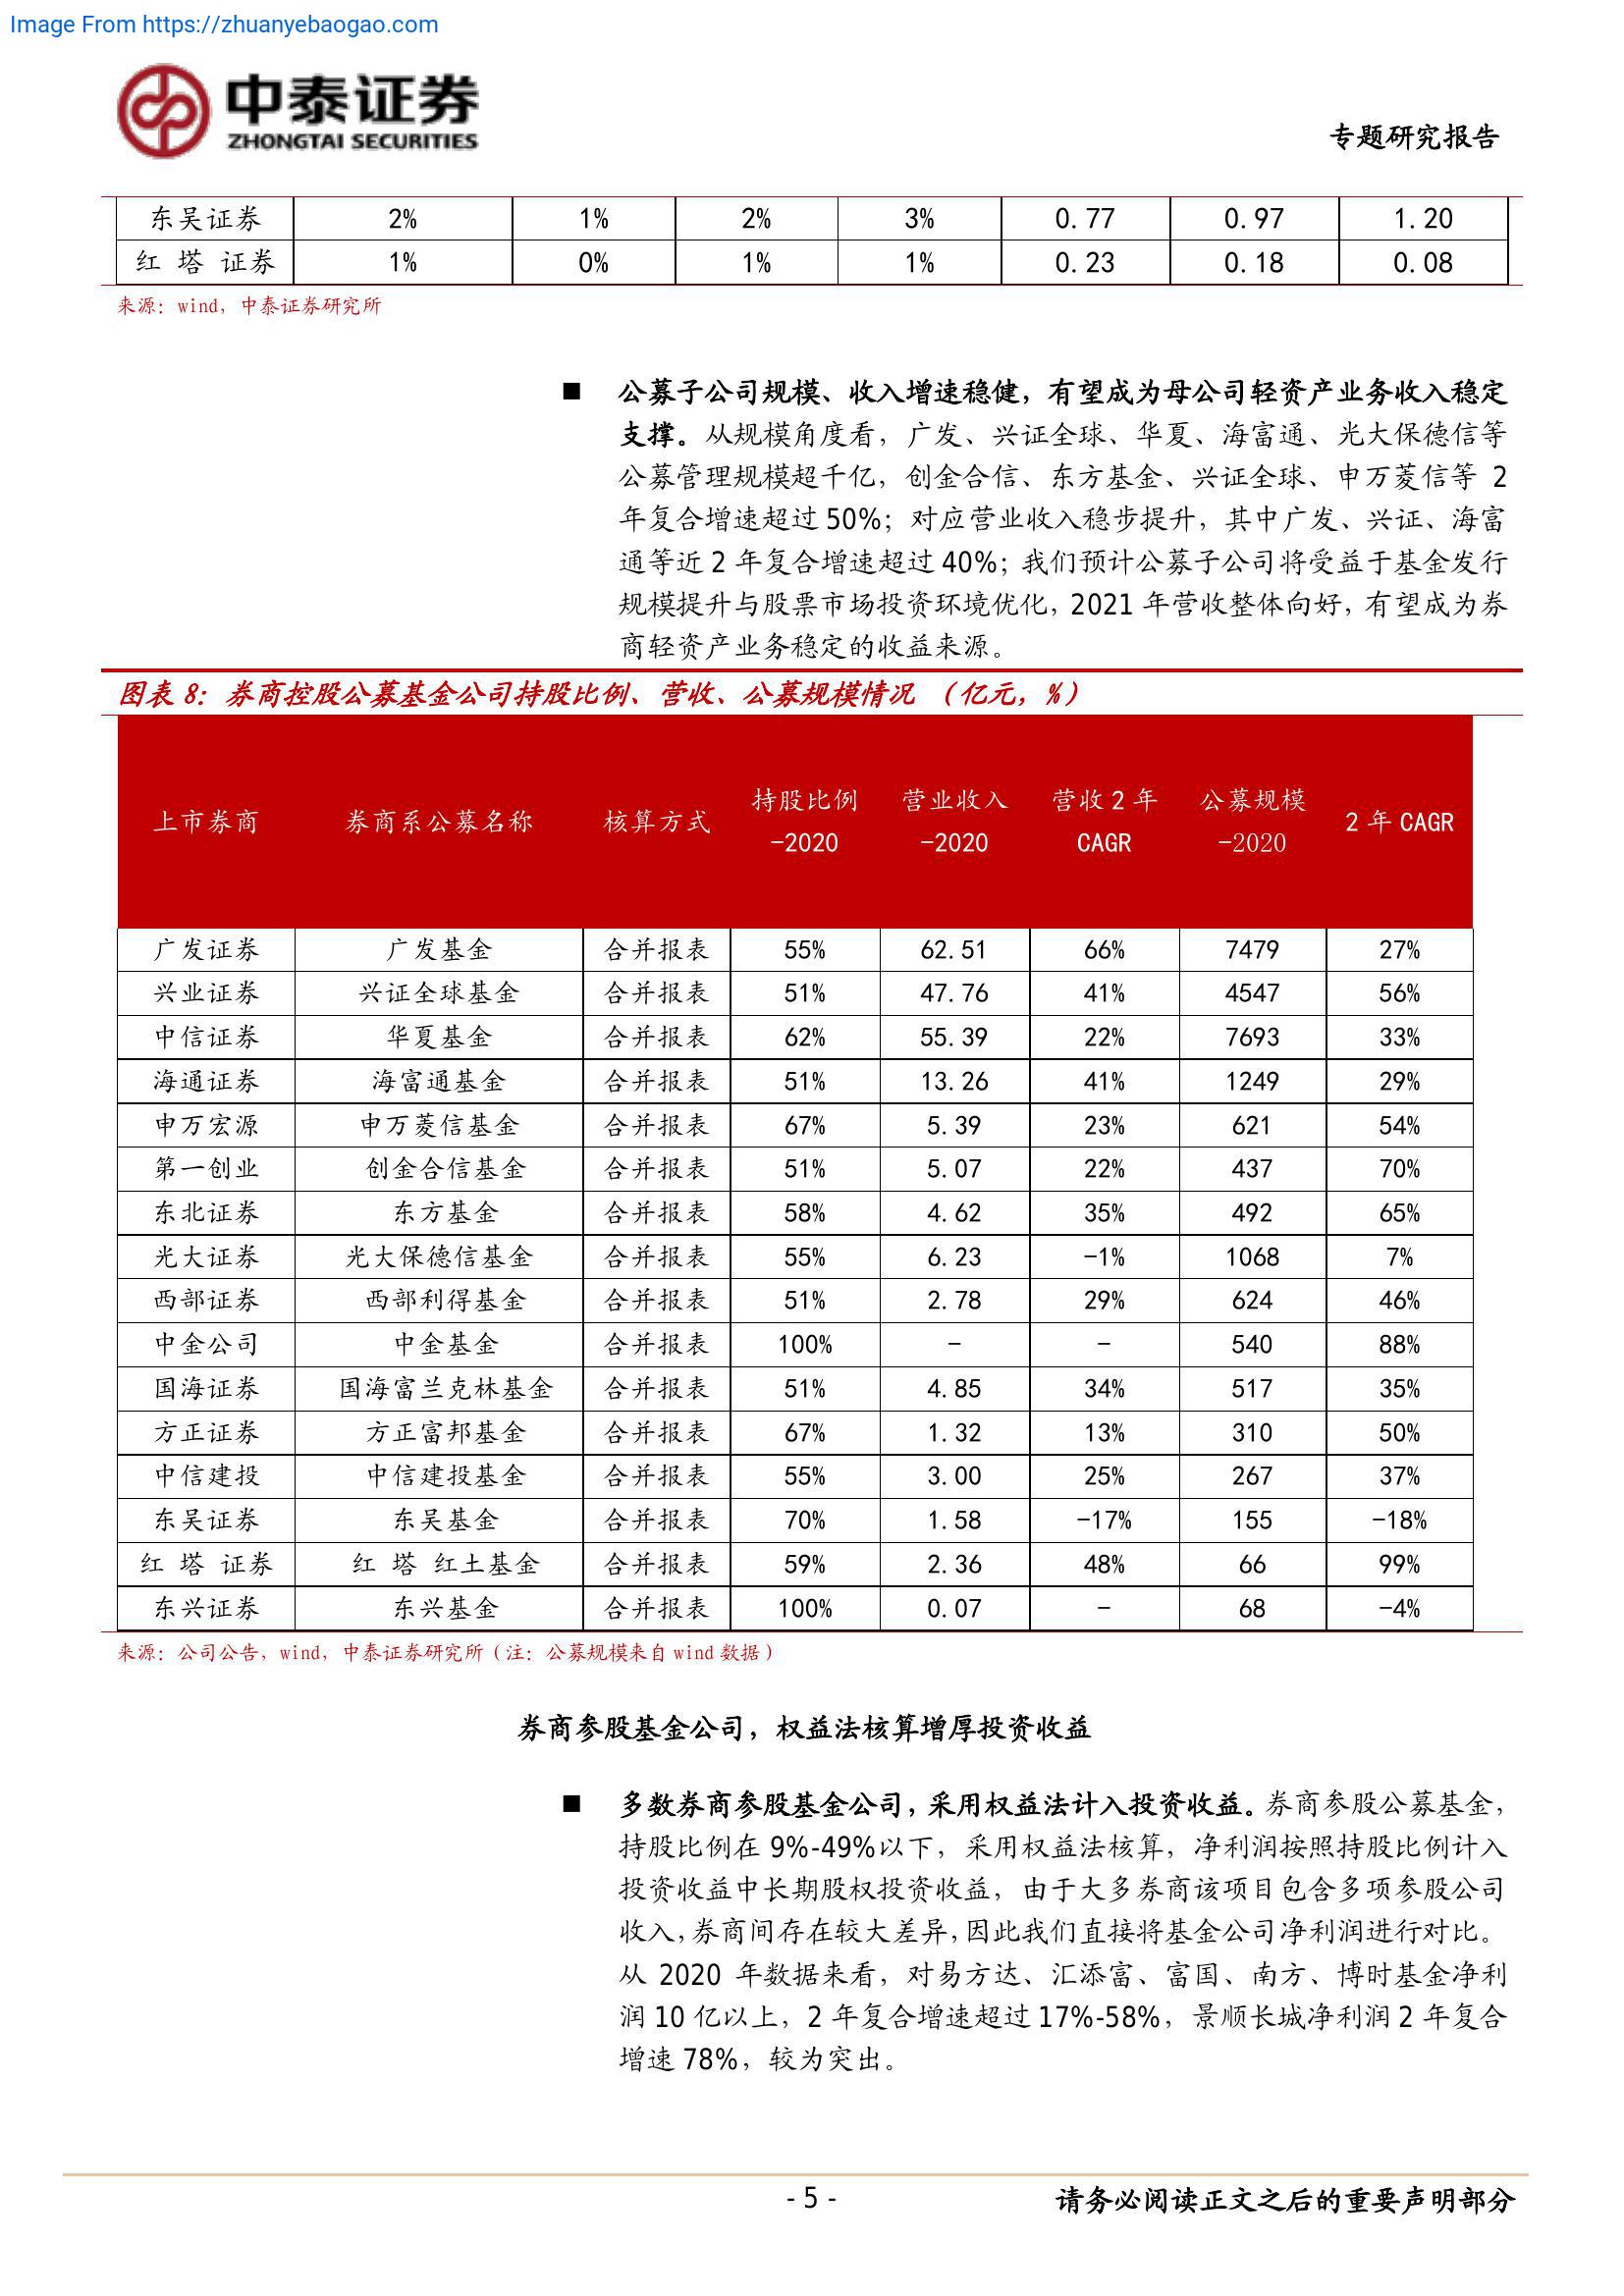 Image From https://zhuanyebaogao.com
中泰证券
ZHONGTAI SECURITIES
专题研究报告
东吴证券 2% 1% 2% 3% 0.77 0.97 1.20
红 塔 证券 1% 0% 1% 1% 0.23 0.18 0.08
来源：wind，中泰证券研究所
■ 公募子公司规模、收入增速稳健，有望成为母公司轻资产业务收入稳定
支撑。从规模角度看，广发、兴证全球、华夏、海富通、光大保德信等
公募管理规模超千亿，创金合信、东方基金、兴证全球、申万菱信等 2
年复合增速超过 50%；对应营业收入稳步提升，其中广发、兴证、海富
通等近 2 年复合增速超过 40%；我们预计公募子公司将受益于基金发行
规模提升与股票市场投资环境优化，2021 年营收整体向好，有望成为券
商轻资产业务稳定的收益来源。
图表 8：券商控股公募基金公司持股比例、营收、公募规模情况 （亿元，%）
上市券商 券商系公募名称 核算方式 持股比例-2020 营业收入-2020 营收 2 年 CAGR 公募规模-2020 2 年 CAGR
广发证券 广发基金 合并报表 55% 62.51 66% 7479 27%
兴业证券 兴证全球基金 合并报表 51% 47.76 41% 4547 56%
中信证券 华夏基金 合并报表 62% 55.39 22% 7693 33%
海通证券 海富通基金 合并报表 51% 13.26 41% 1249 29%
申万宏源 申万菱信基金 合并报表 67% 5.39 23% 621 54%
第一创业 创金合信基金 合并报表 51% 5.07 22% 437 70%
东北证券 东方基金 合并报表 58% 4.62 35% 492 65%
光大证券 光大保德信基金 合并报表 55% 6.23 -1% 1068 7%
西部证券 西部利得基金 合并报表 51% 2.78 29% 624 46%
中金公司 中金基金 合并报表 100% - - 540 88%
国海证券 国海富兰克林基金 合并报表 51% 4.85 34% 517 35%
方正证券 方正富邦基金 合并报表 67% 1.32 13% 310 50%
中信建投 中信建投基金 合并报表 55% 3.00 25% 267 37%
东吴证券 东吴基金 合并报表 70% 1.58 -17% 155 -18%
红 塔 证券 红 塔 红土基金 合并报表 59% 2.36 48% 66 99%
东兴证券 东兴基金 合并报表 100% 0.07 - 68 -4%
来源：公司公告，wind，中泰证券研究所（注：公募规模来自 wind 数据）
券商参股基金公司，权益法核算增厚投资收益
■ 多数券商参股基金公司，采用权益法计入投资收益。券商参股公募基金，
持股比例在 9%-49%以下，采用权益法核算，净利润按照持股比例计入
投资收益中长期股权投资收益，由于大多券商该项目包含多项参股公司
收入，券商间存在较大差异，因此我们直接将基金公司净利润进行对比。
从 2020 年数据来看，对易方达、汇添富、富国、南方、博时基金净利
润 10 亿以上，2 年复合增速超过 17%-58%，景顺长城净利润 2 年复合
增速 78%，较为突出。
- 5 -
请务必阅读正文之后的重要声明部分